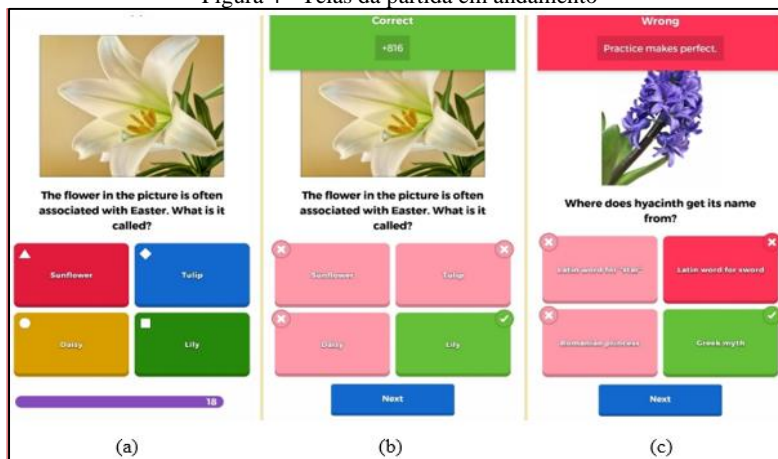 Figura 4 - Telas da partida em andamento
The flower in the picture is often
associated with Easter. What is it
called?
Sunflower
Tulip
Daisy
Lily
18
(a)
Correct
+816
The flower in the picture is often
associated with Easter. What is it
called?
Sunflower
Tulip
Daisy
Lily
Next
(b)
Wrong
Practice makes perfect.
Where does hyacinth get its name
from?
Latin word for "star"
Latin word for sword
Romanian princess
Greek myth
Next
(c)